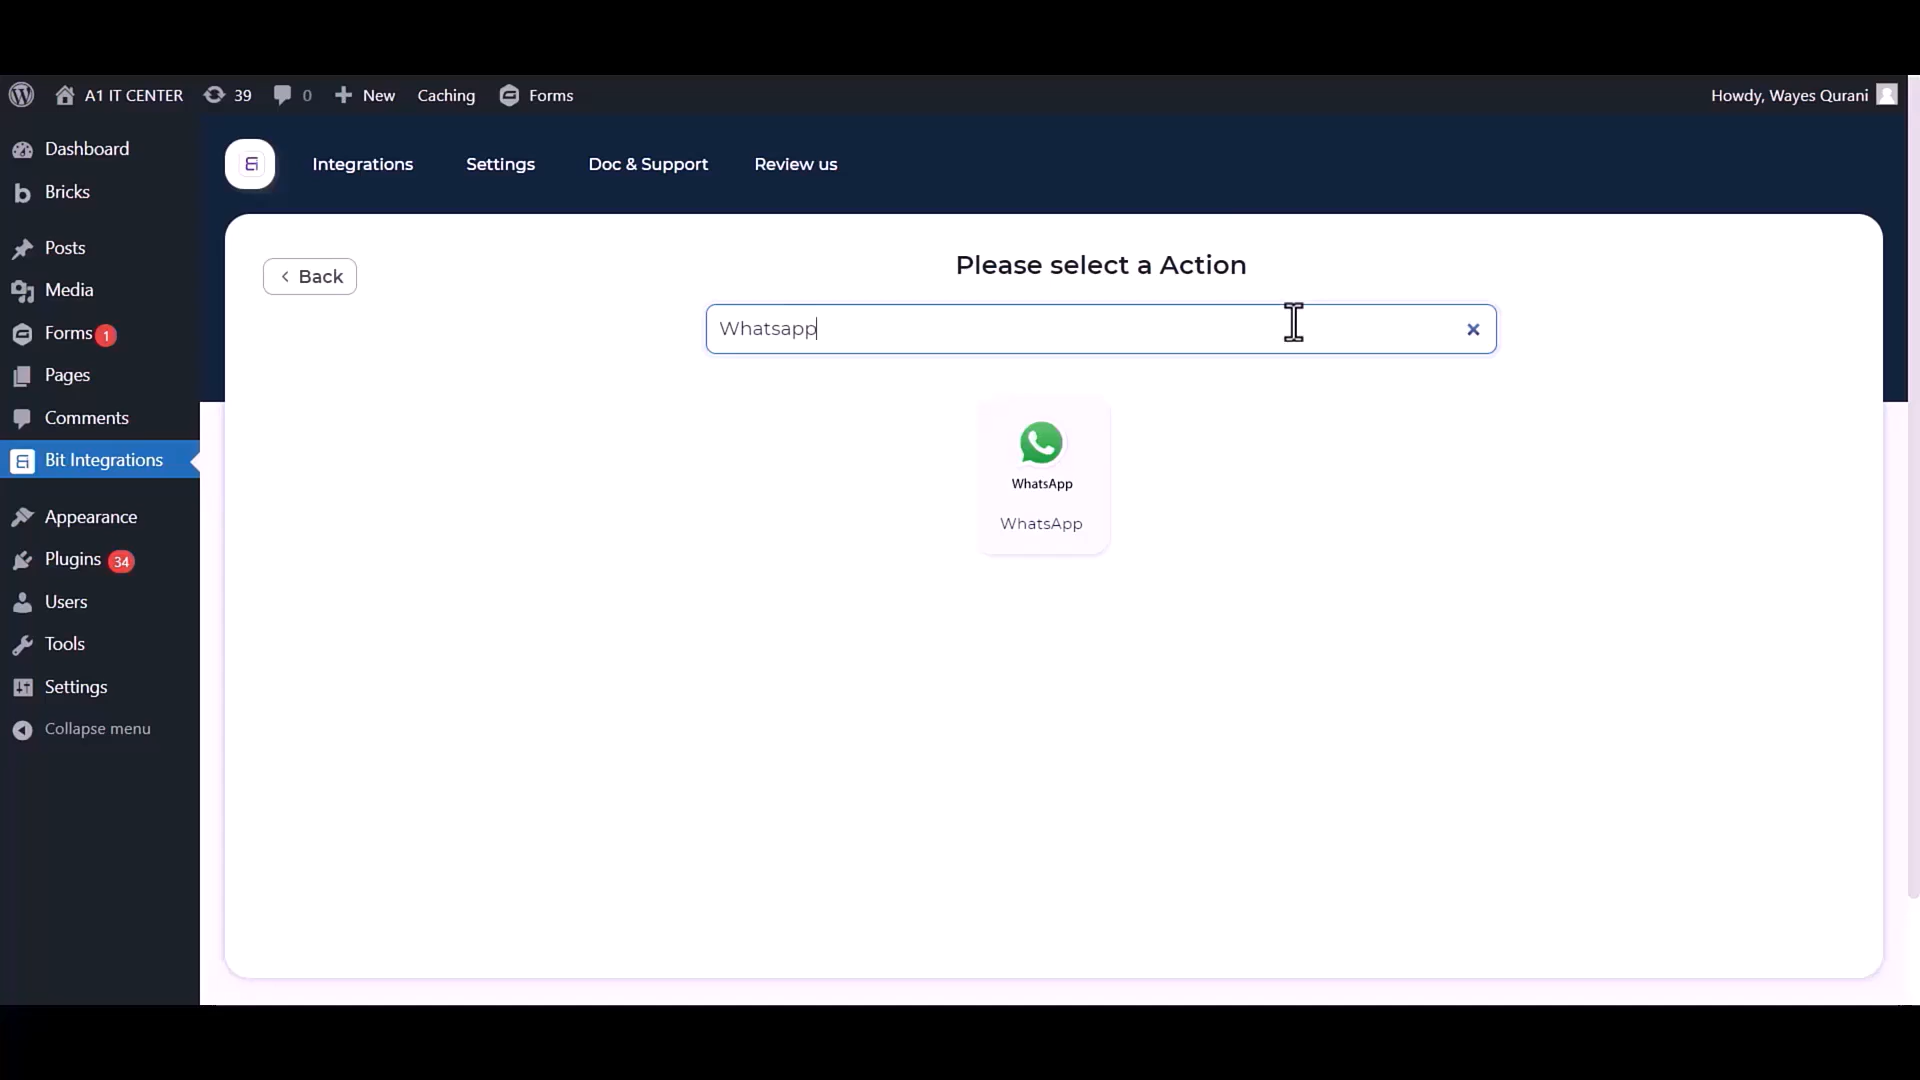 A1 IT CENTER
39
0
New
Caching
Forms
Howdy, Wayes Qurani
Dashboard
Bricks
Posts
Media
Forms 1
Pages
Comments
Bit Integrations
Appearance
Plugins 34
Users
Tools
Settings
Collapse menu
Integrations
Settings
Doc & Support
Review us
Back
Please select a Action
Whatsapp
WhatsApp
WhatsApp